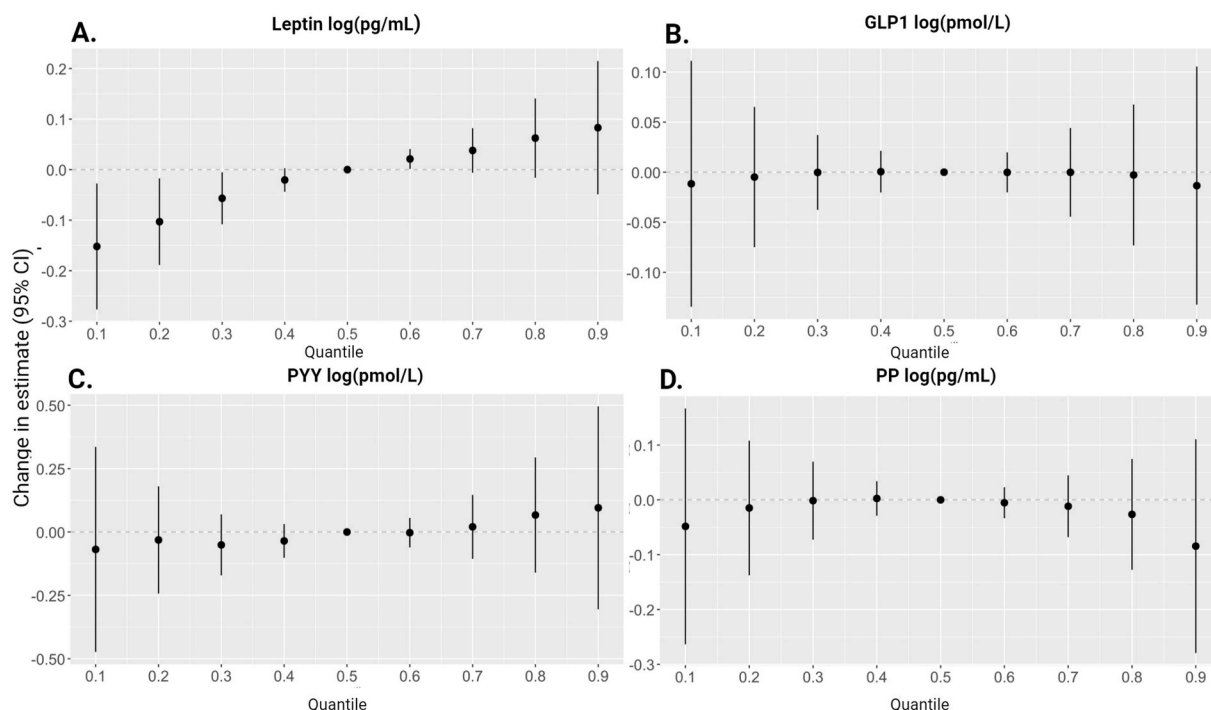 A.
Leptin log(pg/mL)
0.2
0.1
0.0
-0.1
-0.2
-0.3
0.1 0.2 0.3 0.4 0.5 0.6 0.7 0.8 0.9
Quantile
B.
GLP1 log(pmol/L)
0.10
0.05
0.00
-0.05
-0.10
0.1 0.2 0.3 0.4 0.5 0.6 0.7 0.8 0.9
Quantile
Change in estimate (95% CI)
C.
PYY log(pmol/L)
0.50
0.25
0.00
-0.25
-0.50
0.1 0.2 0.3 0.4 0.5 0.6 0.7 0.8 0.9
Quantile
D.
PP log(pg/mL)
0.1
0.0
-0.1
-0.2
-0.3
0.1 0.2 0.3 0.4 0.5 0.6 0.7 0.8 0.9
Quantile